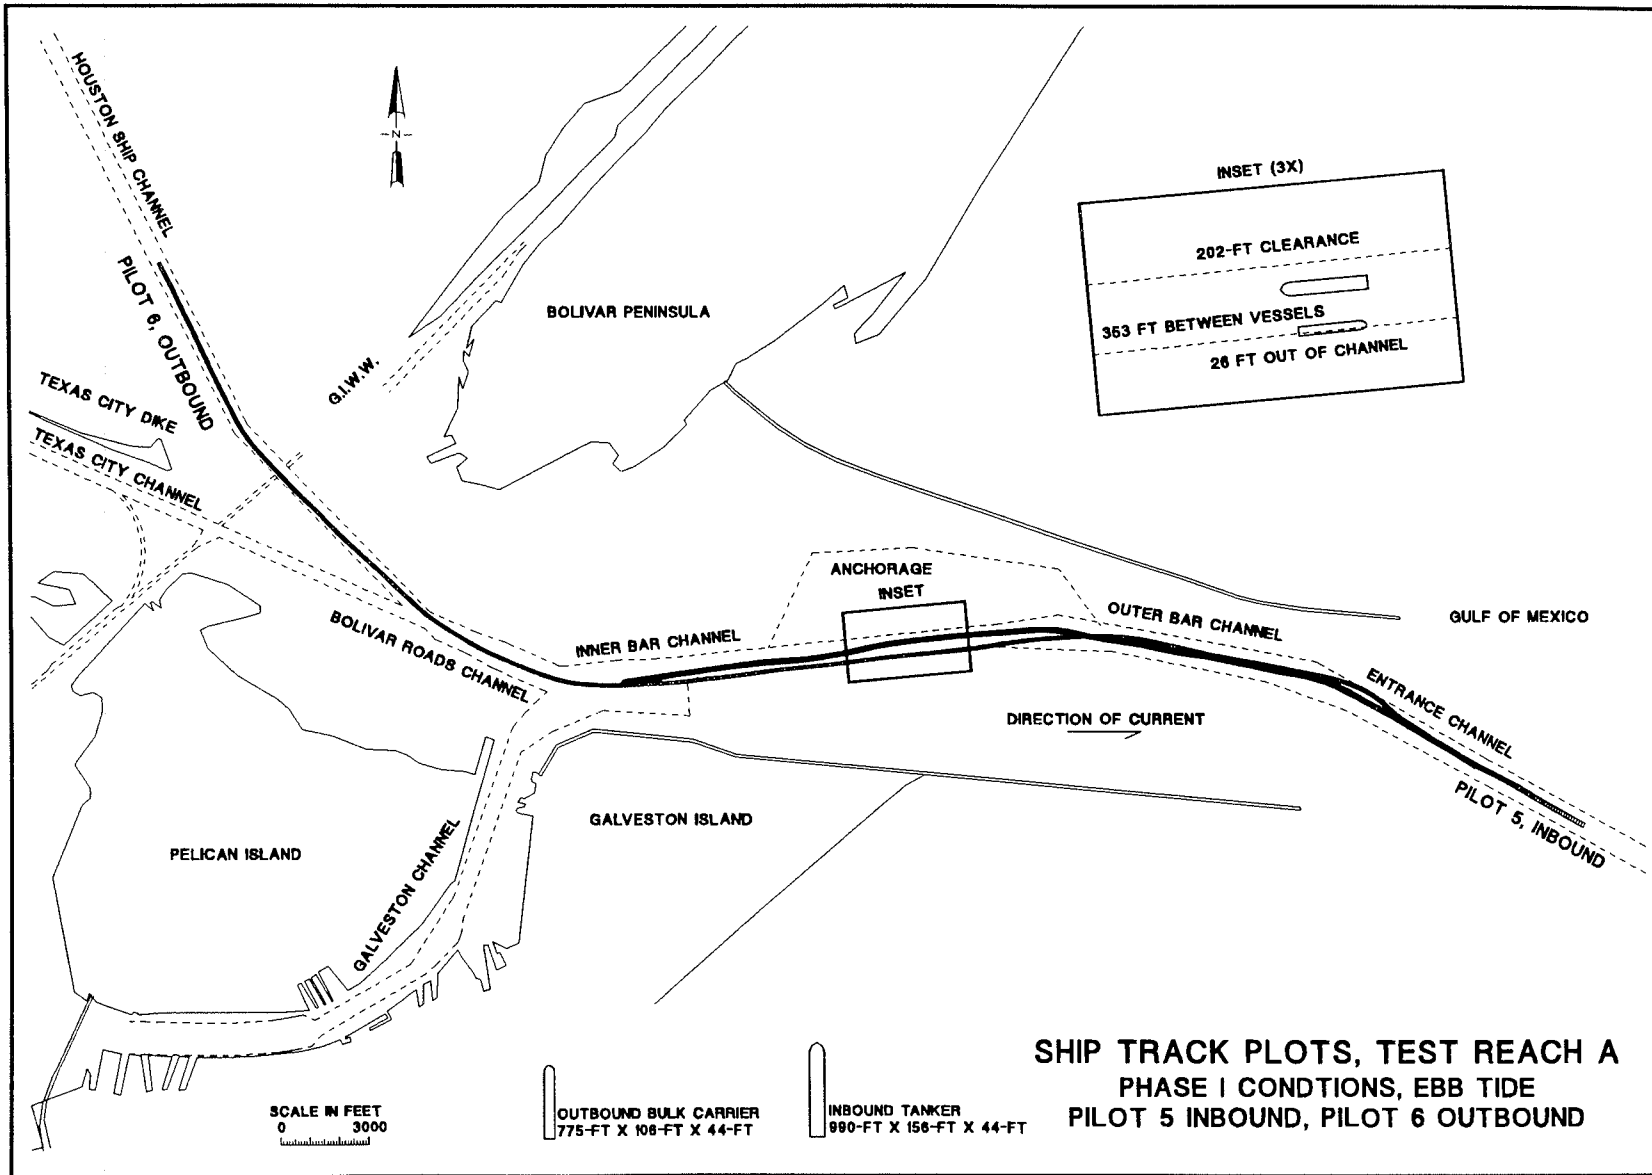 HOUSTON SHIP CHANNEL
N
INSET (3X)
202-FT CLEARANCE
353 FT BETWEEN VESSELS
26 FT OUT OF CHANNEL
PILOT 6, OUTBOUND
BOLIVAR PENINSULA
G.I.W.W.
TEXAS CITY DIKE
TEXAS CITY CHANNEL
ANCHORAGE
INSET
OUTER BAR CHANNEL
GULF OF MEXICO
BOLIVAR ROADS CHANNEL
INNER BAR CHANNEL
ENTRANCE CHANNEL
DIRECTION OF CURRENT
PILOT 5, INBOUND
GALVESTON ISLAND
PELICAN ISLAND
GALVESTON CHANNEL
SCALE IN FEET
0 3000
OUTBOUND BULK CARRIER
775-FT X 106-FT X 44-FT
INBOUND TANKER
990-FT X 156-FT X 44-FT
SHIP TRACK PLOTS, TEST REACH A
PHASE I CONDTIONS, EBB TIDE
PILOT 5 INBOUND, PILOT 6 OUTBOUND